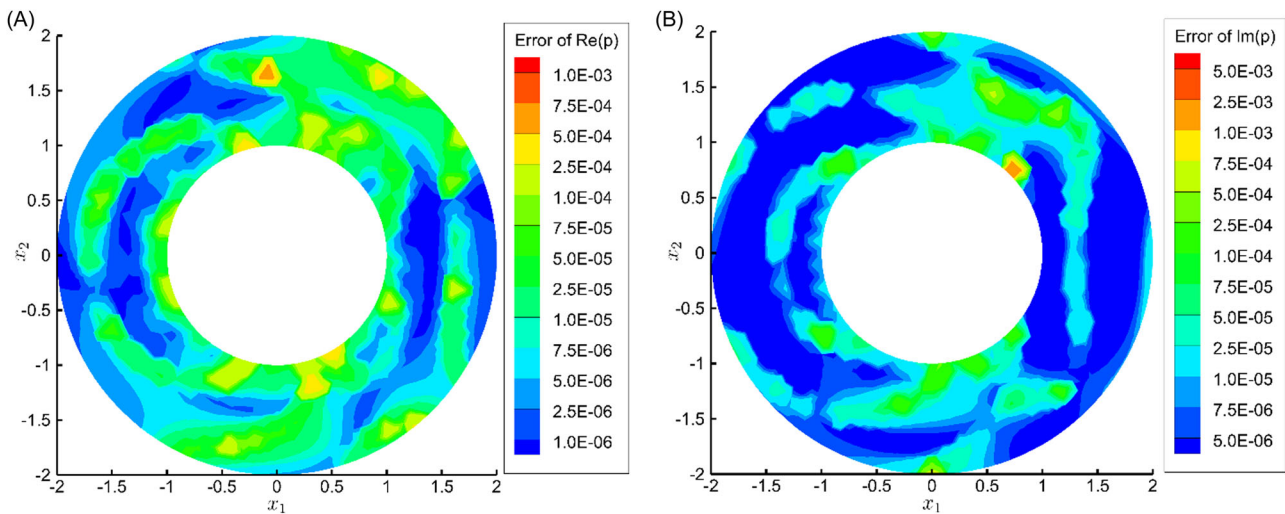 (A)
Error of Re(p)
1.0E-03
7.5E-04
5.0E-04
2.5E-04
1.0E-04
7.5E-05
5.0E-05
2.5E-05
1.0E-05
7.5E-06
5.0E-06
2.5E-06
1.0E-06
2
1.5
1
0.5
0
-0.5
-1
-1.5
-2
x2
-2 -1.5 -1 -0.5 0 0.5 1 1.5 2
x1
(B)
Error of Im(p)
5.0E-03
2.5E-03
1.0E-03
7.5E-04
5.0E-04
2.5E-04
1.0E-04
7.5E-05
5.0E-05
2.5E-05
1.0E-05
7.5E-06
5.0E-06
2
1.5
1
0.5
0
-0.5
-1
-1.5
-2
x2
-2 -1.5 -1 -0.5 0 0.5 1 1.5 2
x1